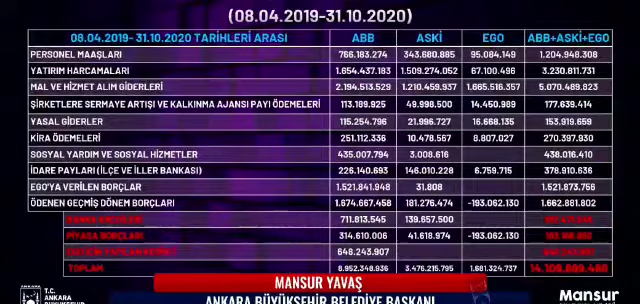 (08.04.2019-31.10.2020)
08.04.2019- 31.10.2020 TARİHLERİ ARASI ABB ASKİ EGO ABB+ASKİ+EGO
PERSONEL MAAŞLARI 766.183.274 343.680.885 95.084.149 1.204.948.308
YATIRIM HARCAMALARI 1.654.437.183 1.509.274.052 67.100.496 3.230.811.731
MAL VE HİZMET ALIM GİDERLERİ 2.194.513.529 1.210.459.937 1.665.516.357 5.070.489.823
ŞİRKETLERE SERMAYE ARTIŞI VE KALKINMA AJANSI PAYI ÖDEMELERİ 113.189.925 49.998.500 14.450.989 177.639.414
YASAL GİDERLER 115.254.796 21.996.727 16.668.135 153.919.659
KİRA ÖDEMELERİ 251.112.336 10.478.567 8.807.027 270.397.930
SOSYAL YARDIM VE SOSYAL HİZMETLER 435.007.794 3.008.616 438.016.410
İDARE PAYLARI (İLÇE VE İLLER BANKASI) 226.140.693 146.010.228 6.759.715 378.910.636
EGO'YA VERİLEN BORÇLAR 1.521.841.948 31.808 1.521.873.756
ÖDENEN GEÇMİŞ DÖNEM BORÇLARI 1.674.667.458 181.276.474 -193.062.130 1.662.881.802
711.813.545 139.657.500
PİYASA BORÇLARI 314.610.006 41.618.974 -193.062.130
648.243.907
TOPLAM 8.952.348.936 3.476.215.795 1.681.324.737
MANSUR YAVAŞ
ANKARA BÜYÜKŞEHİR BELEDİYE BAŞKANI
T.C.
ANKARA
BÜYÜKŞEHİR
Mansur